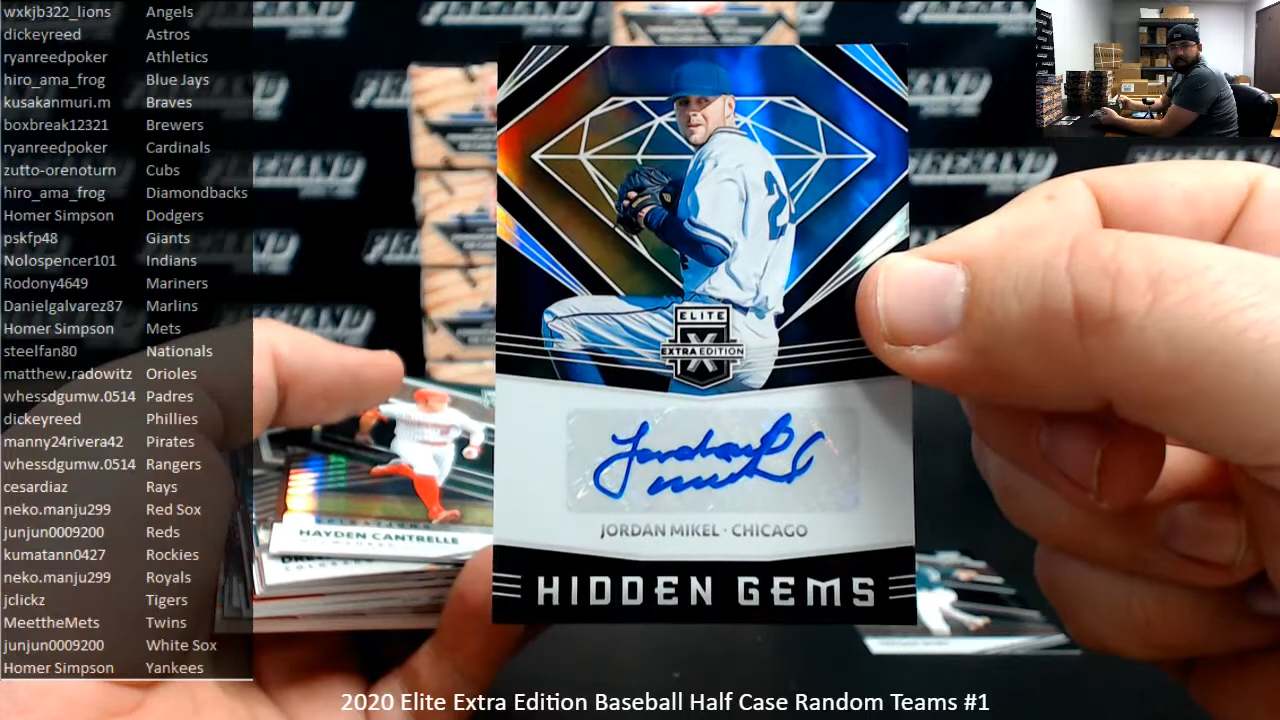 wxkjb322_lions Angels
dickeyreed Astros
ryanreedpoker Athletics
hiro_ama_frog Blue Jays
kusakanmuri.m Braves
boxbreak12321 Brewers
ryanreedpoker Cardinals
zutto-orenoturn Cubs
hiro_ama_frog Diamondbacks
Homer Simpson Dodgers
pskfp48 Giants
Nolospencer101 Indians
Rodony4649 Mariners
Danielgalvarez87 Marlins
Homer Simpson Mets
steelfan80 Nationals
matthew.radowitz Orioles
whessdgumw.0514 Padres
dickeyreed Phillies
manny24rivera42 Pirates
whessdgumw.0514 Rangers
cesardiaz Rays
neko.manju299 Red Sox
junjun0009200 Reds
kumatann0427 Rockies
neko.manju299 Royals
jclickz Tigers
MeettheMets Twins
junjun0009200 White Sox
Homer Simpson Yankees
ELITE
X
EXTRA EDITION
Jordan Mikel
JORDAN MIKEL · CHICAGO
HIDDEN GEMS
HAYDEN CANTRELLE
2020 Elite Extra Edition Baseball Half Case Random Teams #1